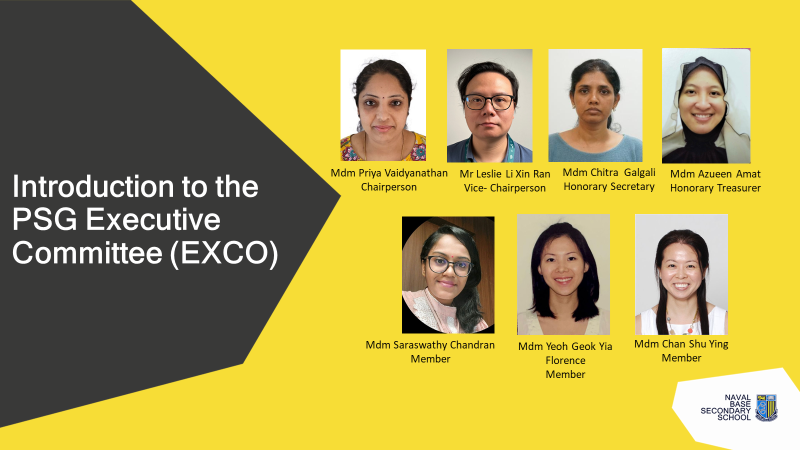 Introduction to the
PSG Executive
Committee (EXCO)
Mdm Priya Vaidyanathan
Chairperson
Mr Leslie Li Xin Ran
Vice- Chairperson
Mdm Chitra Galgali
Honorary Secretary
Mdm Azueen Amat
Honorary Treasurer
Mdm Saraswathy Chandran
Member
Mdm Yeoh Geok Yia
Florence
Member
Mdm Chan Shu Ying
Member
NAVAL
BASE
SECONDARY
SCHOOL